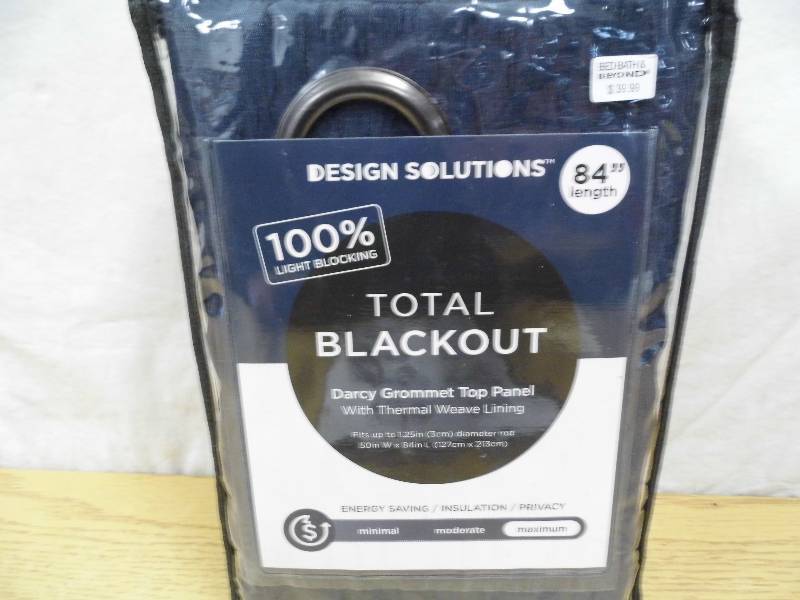 BED BATH &
BEYOND
$ 39.99
DESIGN SOLUTIONS™
84"
length
100%
LIGHT BLOCKING
TOTAL
BLACKOUT
Darcy Grommet Top Panel
With Thermal Weave Lining
Fits up to 1.25in (3cm) diameter rod
50in W x 84in L (127cm x 213cm)
ENERGY SAVING / INSULATION / PRIVACY
$ minimal moderate maximum